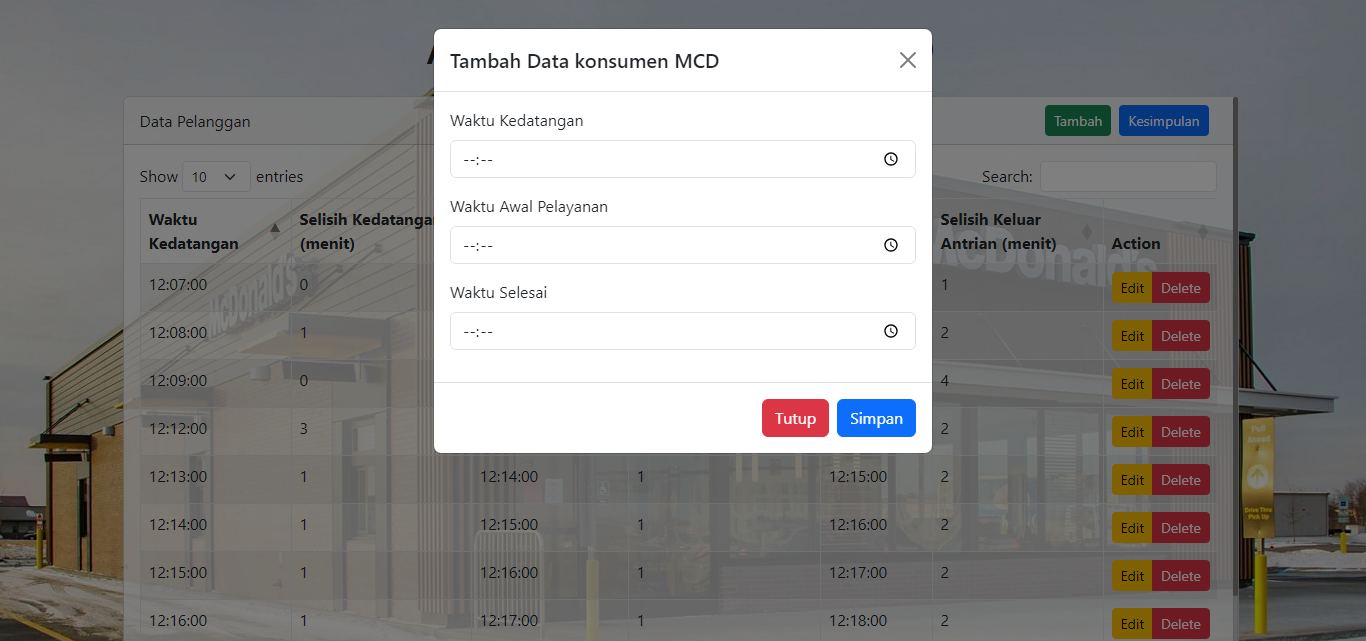 Tambah Data konsumen MCD
Waktu Kedatangan
--:--
Waktu Awal Pelayanan
--:--
Waktu Selesai
--:--
Tutup Simpan
Data Pelanggan Tambah Kesimpulan
Show 10 entries Search:
Waktu Kedatangan Selisih (menit) Selisih Keluar Antrian (menit) Action
12:07:00 0 1 Edit Delete
12:08:00 1 2 Edit Delete
12:09:00 0 4 Edit Delete
12:12:00 3 2 Edit Delete
12:13:00 1 12:14:00 1 12:15:00 2 Edit Delete
12:14:00 1 12:15:00 1 12:16:00 2 Edit Delete
12:15:00 1 12:16:00 1 12:17:00 2 Edit Delete
12:16:00 1 12:17:00 1 12:18:00 2 Edit Delete
McDonald's
McDonald's
Pull
Ahead
Drive Thru
Pick Up